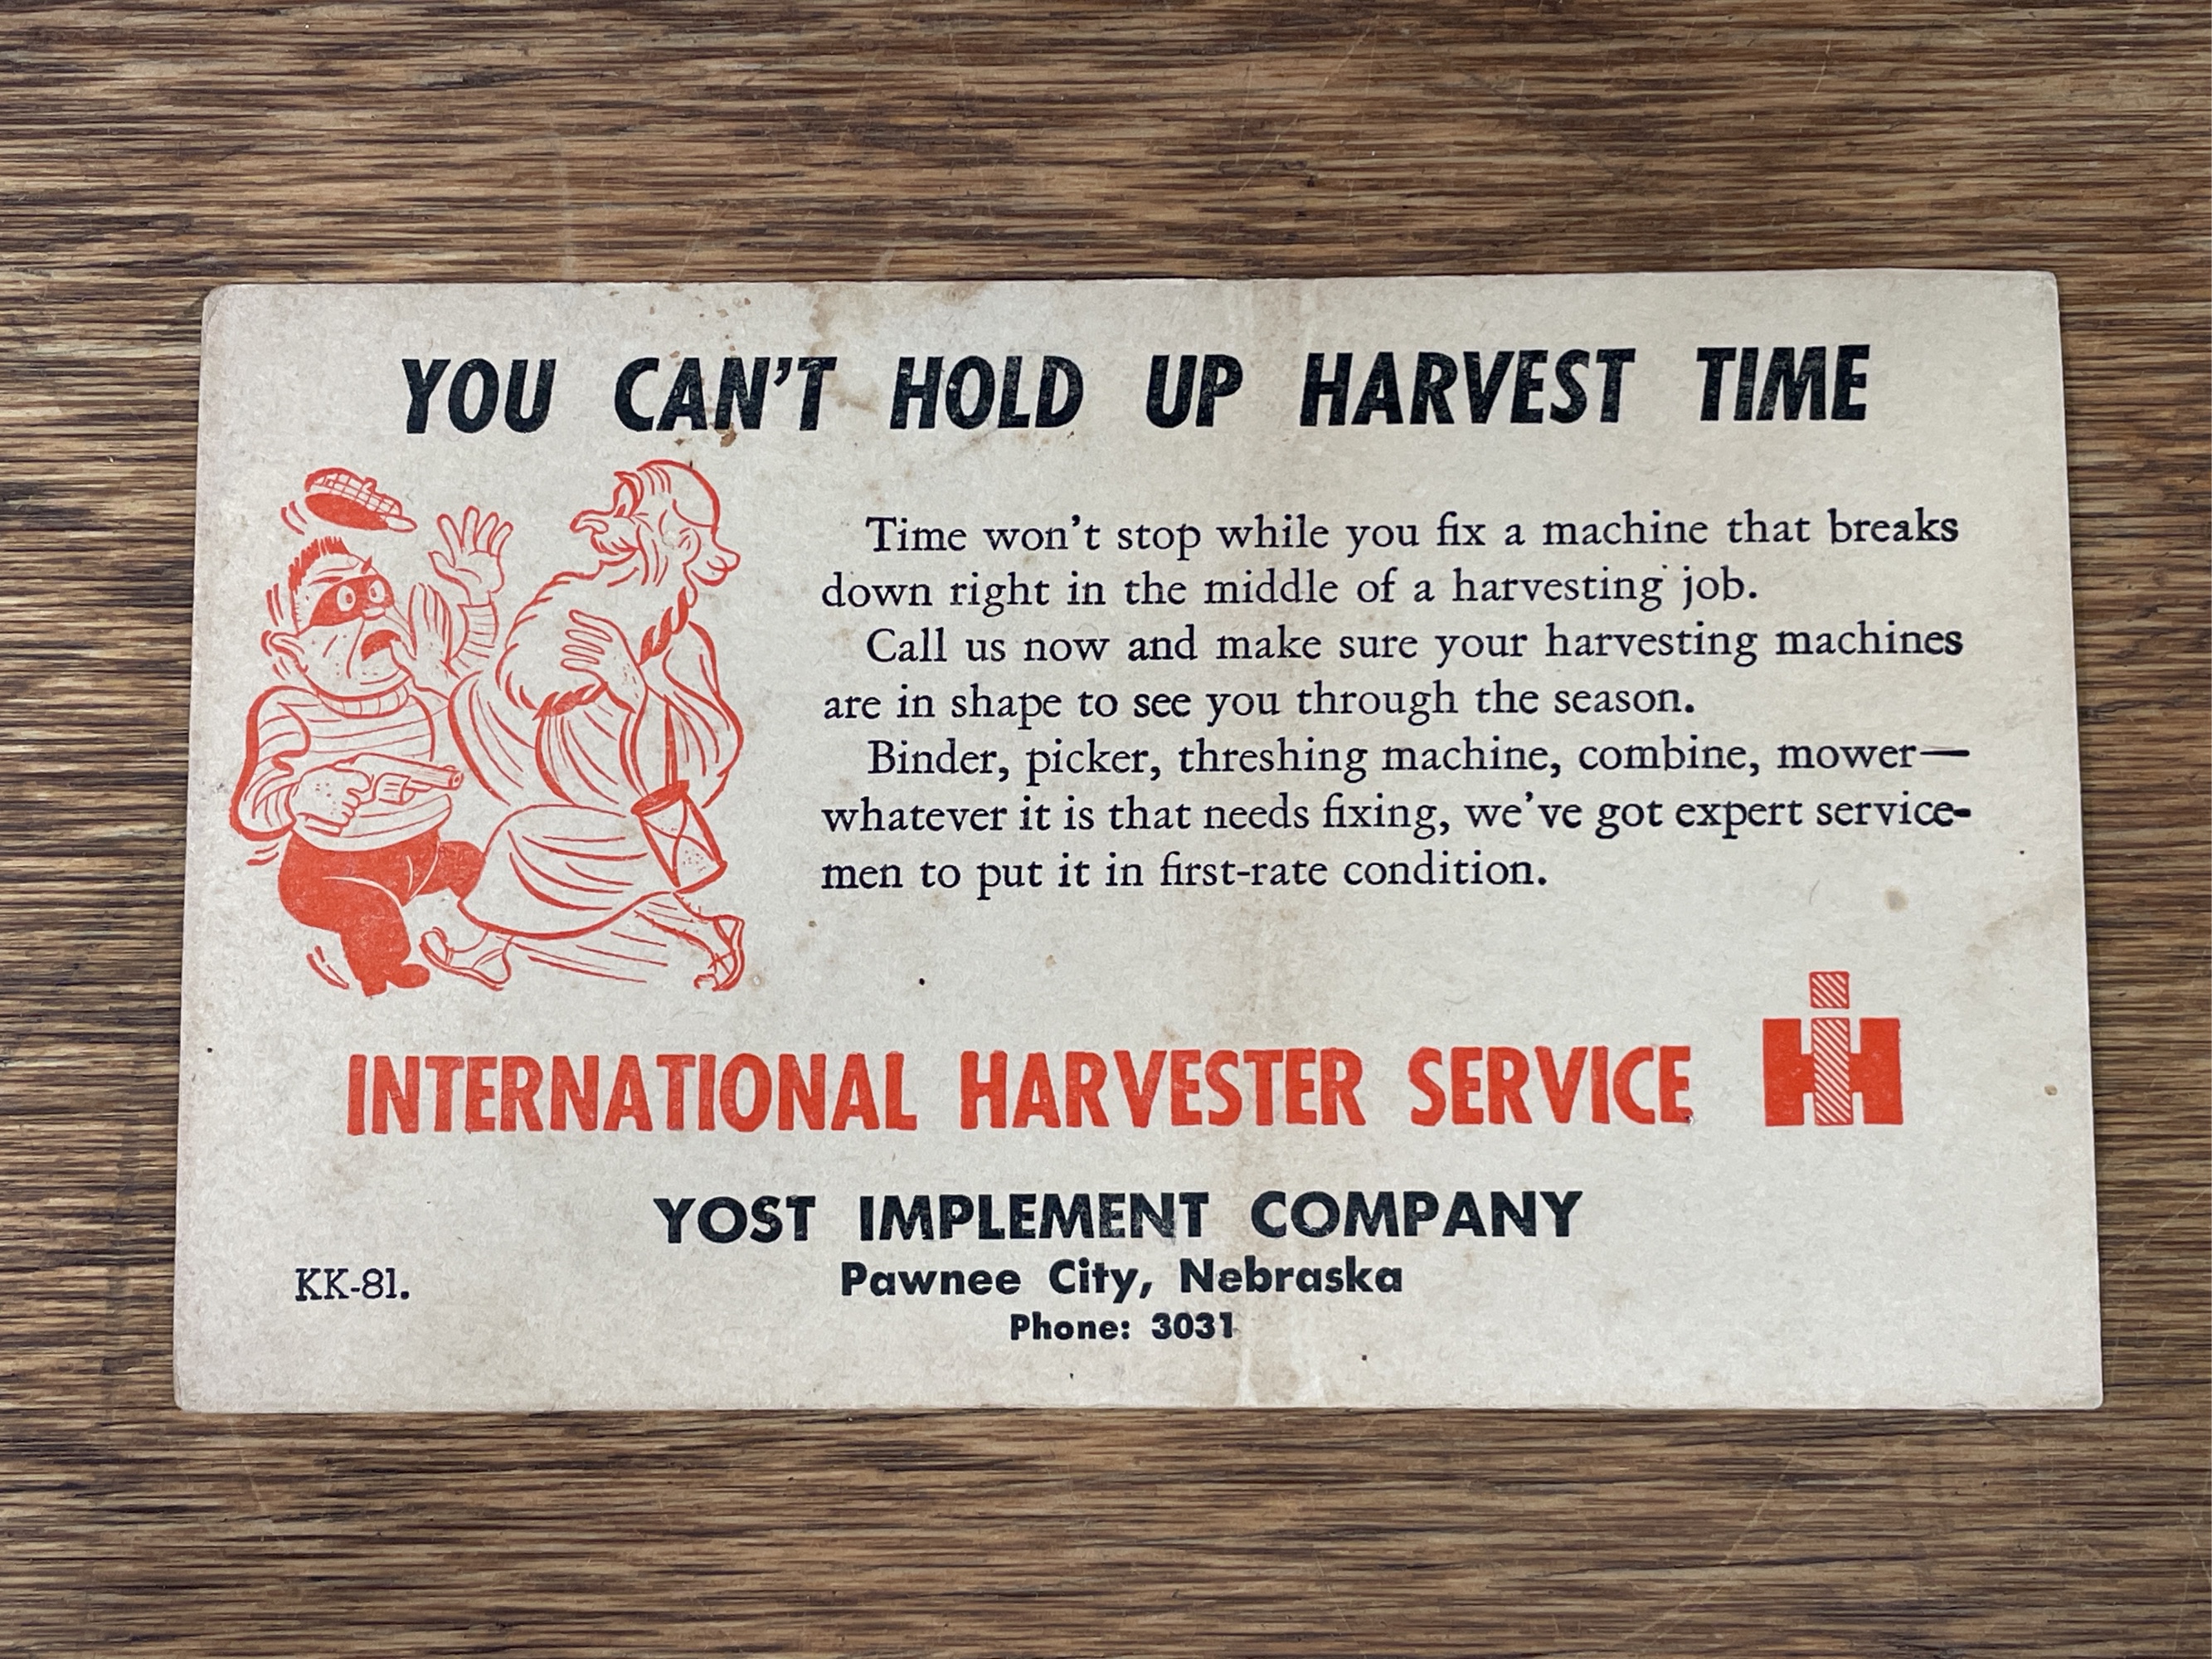 YOU CAN'T HOLD UP HARVEST TIME
Time won't stop while you fix a machine that breaks
down right in the middle of a harvesting job.
Call us now and make sure your harvesting machines
are in shape to see you through the season.
Binder, picker, threshing machine, combine, mower—
whatever it is that needs fixing, we've got expert service-
men to put it in first-rate condition.
INTERNATIONAL HARVESTER SERVICE IH
YOST IMPLEMENT COMPANY
Pawnee City, Nebraska
KK-81.
Phone: 3031